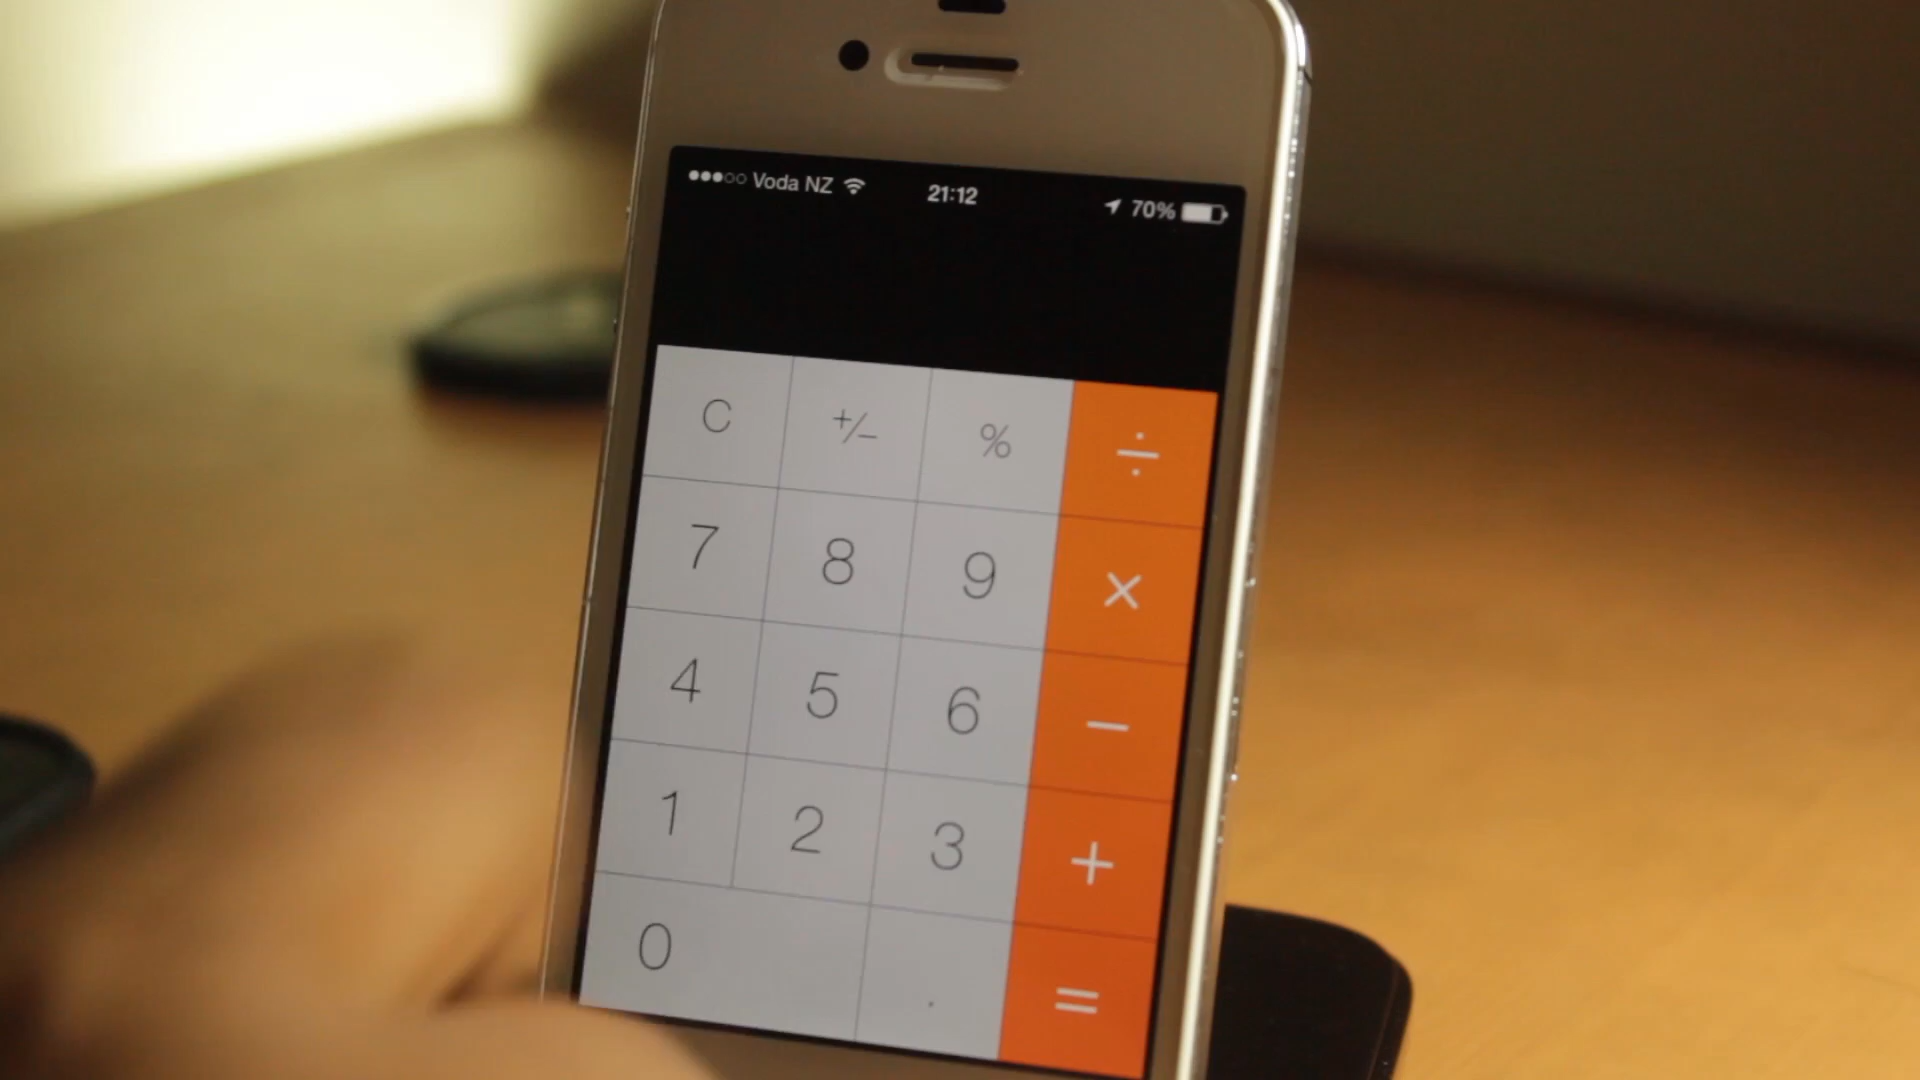 Voda NZ 21:12 70%
C +/− % ÷
7 8 9 ×
4 5 6 −
1 2 3 +
0 . =